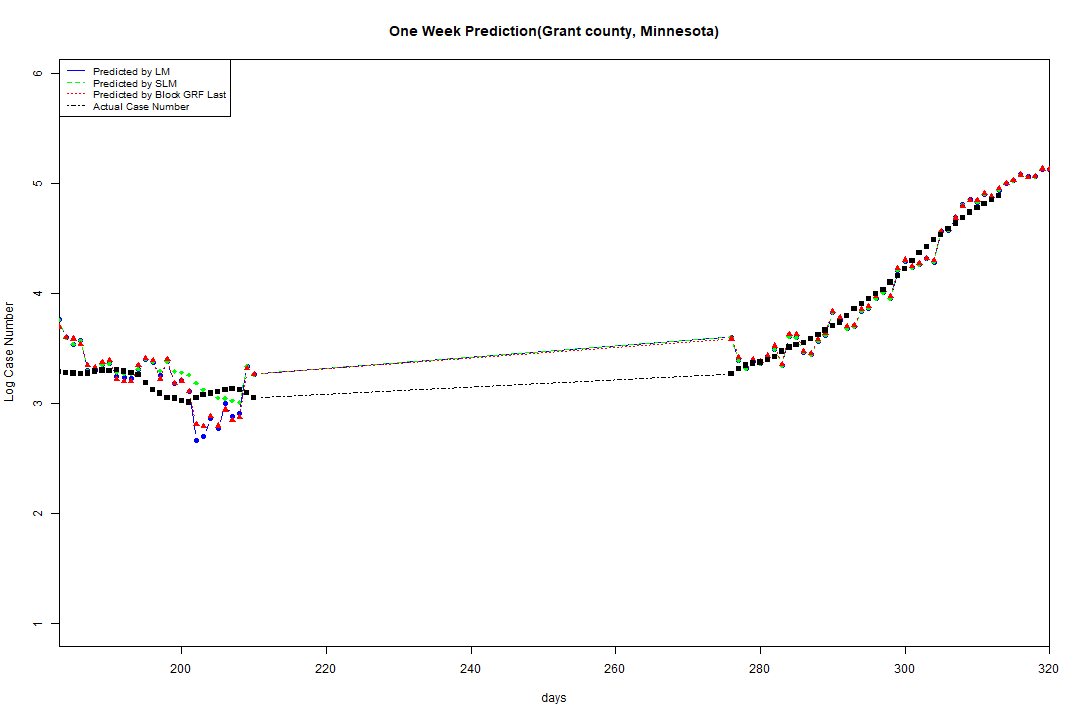 One Week Prediction(Grant county, Minnesota)
Predicted by LM
Predicted by SLM
Predicted by Block GRF Last
Actual Case Number
6
5
4
3
2
1
Log Case Number
200 220 240 260 280 300 320
days